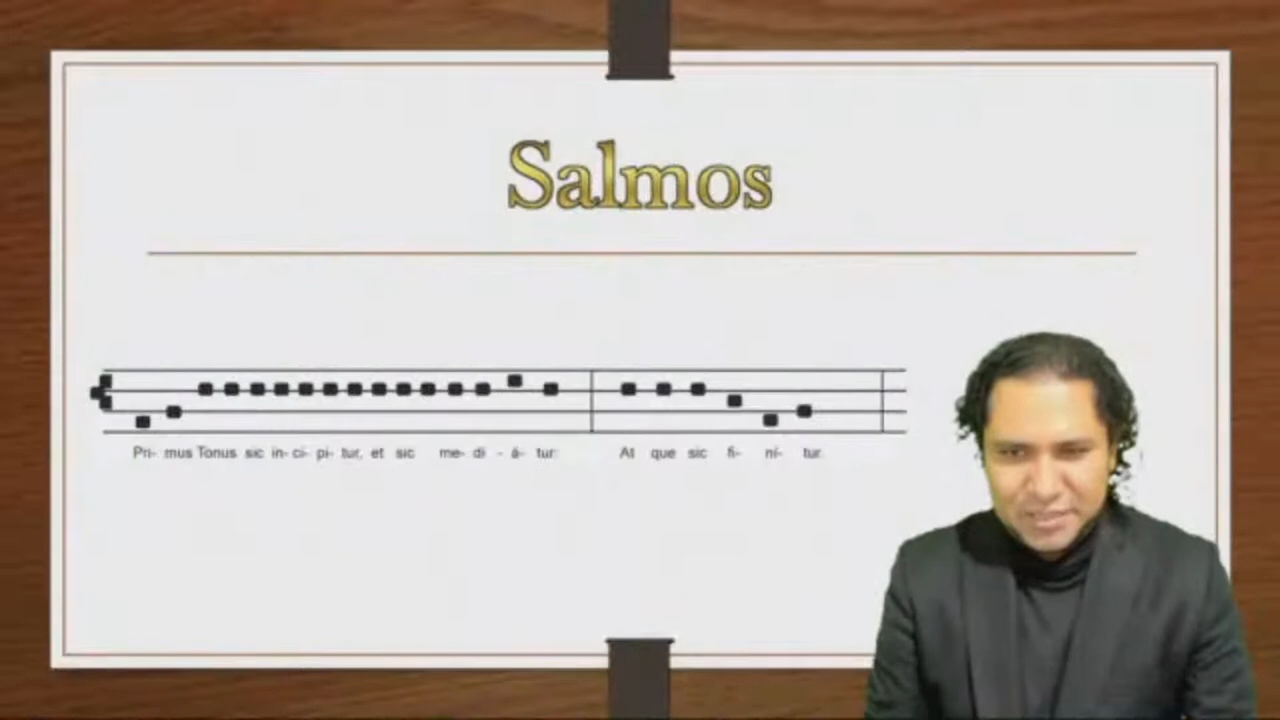 Salmos
Pri- mus Tonus sic in- ci- pi- tur, et sic me- di - á- tur: At que sic fi- ní- tur.